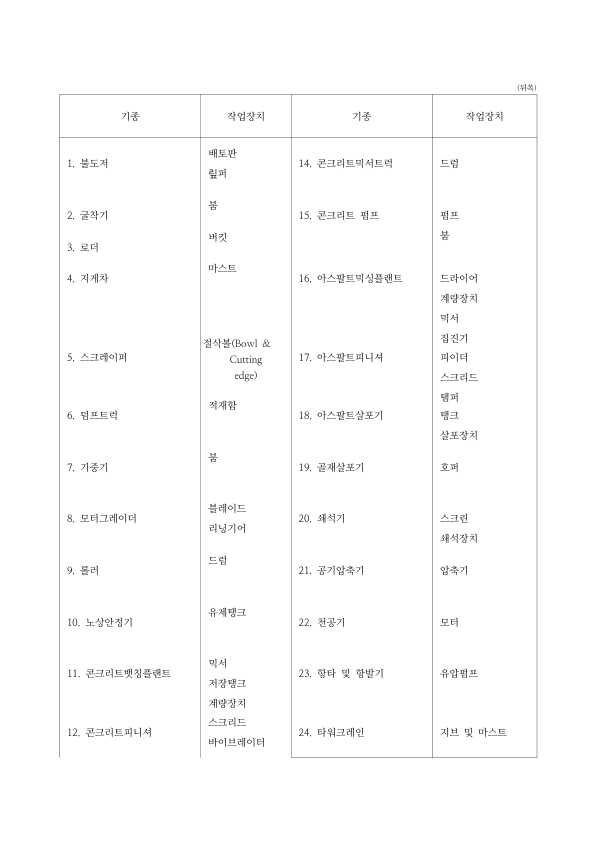 (뒤쪽)
기종 작업장치 기종 작업장치
1. 불도저 배토판 14. 콘크리트믹서트럭 드럼
맆퍼
2. 굴착기 붐 15. 콘크리트 펌프 펌프
3. 로더 버킷 붐
4. 지게차 마스트 16. 아스팔트믹싱플랜트 드라이어
계량장치
믹서
집진기
5. 스크레이퍼 절삭볼(Bowl & 17. 아스팔트피니셔 피이더
Cutting 스크리드
edge) 탬퍼
6. 덤프트럭 적재함 18. 아스팔트살포기 탱크
살포장치
7. 기중기 붐 19. 골재살포기 호퍼
8. 모터그레이더 블레이드 20. 쇄석기 스크린
리닝기어 쇄석장치
9. 롤러 드럼 21. 공기압축기 압축기
10. 노상안정기 유제탱크 22. 천공기 모터
11. 콘크리트뱃칭플랜트 믹서 23. 항타 및 항발기 유압펌프
저장탱크
계량장치
12. 콘크리트피니셔 스크리드 24. 타워크레인 지브 및 마스트
바이브레이터